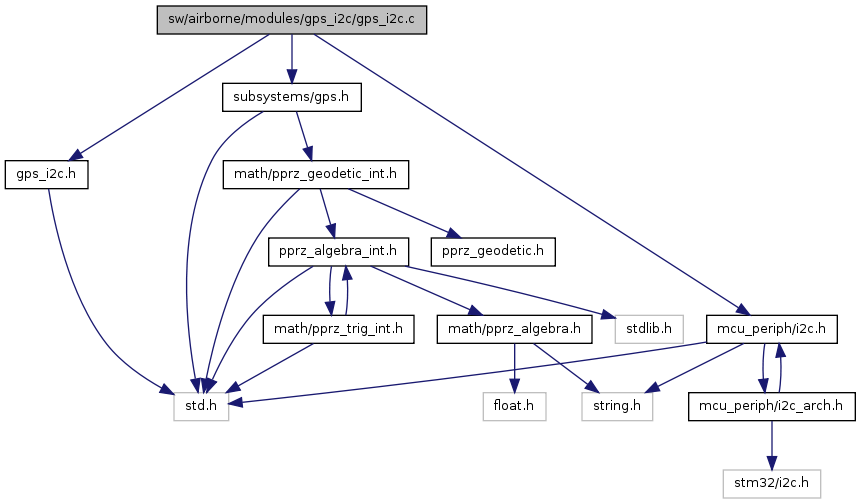 sw/airborne/modules/gps_i2c/gps_i2c.c
subsystems/gps.h
gps_i2c.h
math/pprz_geodetic_int.h
pprz_algebra_int.h
pprz_geodetic.h
math/pprz_trig_int.h
math/pprz_algebra.h
stdlib.h
mcu_periph/i2c.h
std.h
float.h
string.h
mcu_periph/i2c_arch.h
stm32/i2c.h